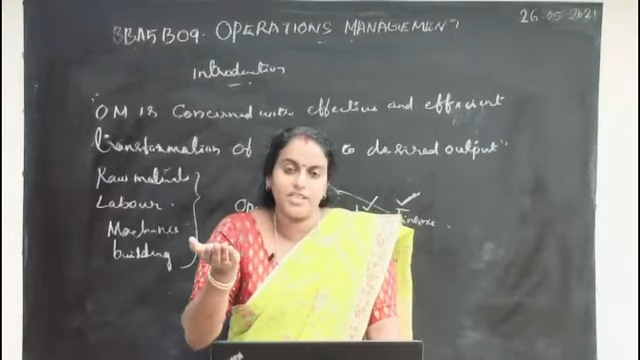 26-05-2021
BBA5B09. OPERATIONS MANAGEMENT
Introduction
"OM is concerned with effective and efficient
transformation of to desired output"
Raw materials
Labour
Machines
building
Finance